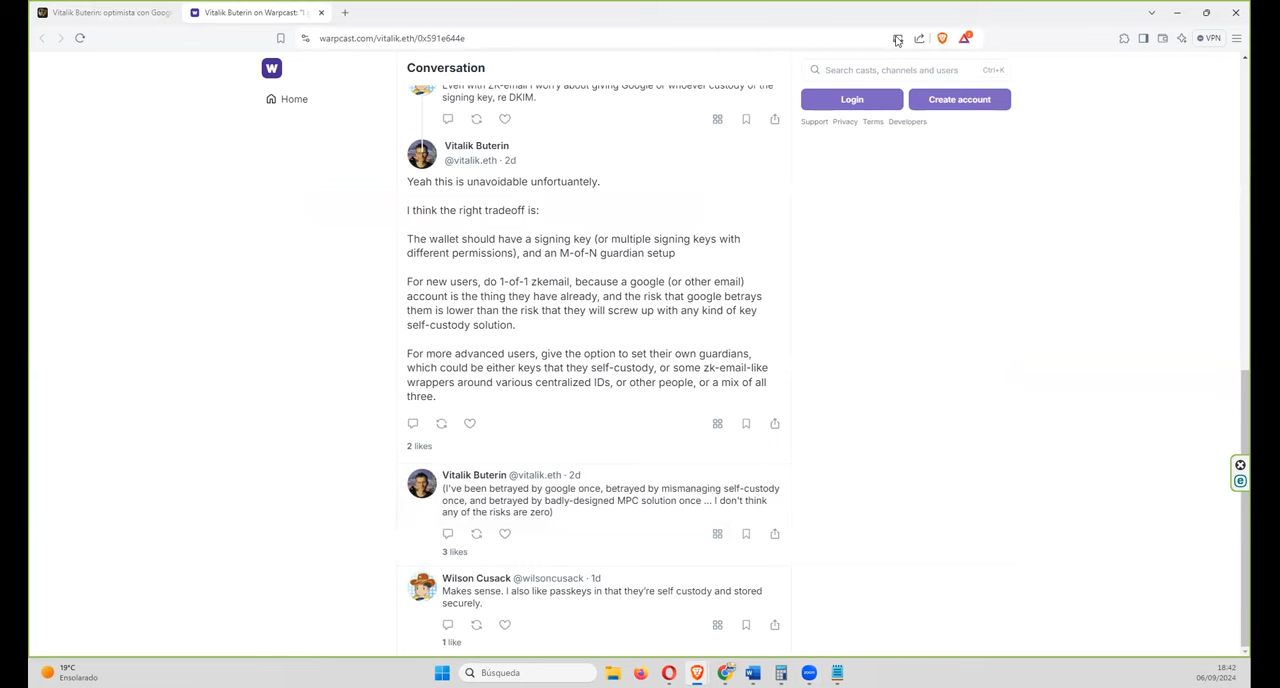 Vitalik Buterin: optimista con Goog
Vitalik Buterin on Warpcast: "I
warpcast.com/vitalik.eth/0x591e644e
VPN
W
Home
Conversation
Search casts, channels and users
Ctrl+K
Login
Create account
Support Privacy Terms Developers
Even with ZK-email I worry about giving Google or whoever custody of the
signing key, re DKIM.
Vitalik Buterin
@vitalik.eth · 2d
Yeah this is unavoidable unfortuantely.
I think the right tradeoff is:
The wallet should have a signing key (or multiple signing keys with
different permissions), and an M-of-N guardian setup
For new users, do 1-of-1 zkemail, because a google (or other email)
account is the thing they have already, and the risk that google betrays
them is lower than the risk that they will screw up with any kind of key
self-custody solution.
For more advanced users, give the option to set their own guardians,
which could be either keys that they self-custody, or some zk-email-like
wrappers around various centralized IDs, or other people, or a mix of all
three.
2 likes
Vitalik Buterin @vitalik.eth · 2d
(I've been betrayed by google once, betrayed by mismanaging self-custody
once, and betrayed by badly-designed MPC solution once ... I don't think
any of the risks are zero)
3 likes
Wilson Cusack @wilsoncusack · 1d
Makes sense. I also like passkeys in that they're self custody and stored
securely.
1 like
19°C
Soleado
Búsqueda
18:42
06/09/2024